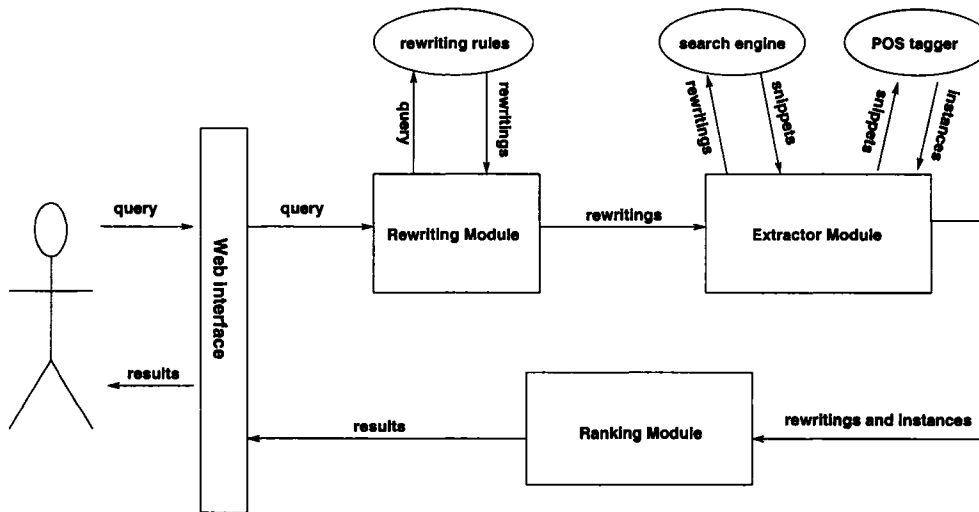 rewriting rules
search engine
POS tagger
query
rewritings
rewritings
snippets
snippets
instances
query
query
Rewriting Module
rewritings
Extractor Module
Web interface
results
results
Ranking Module
rewritings and instances